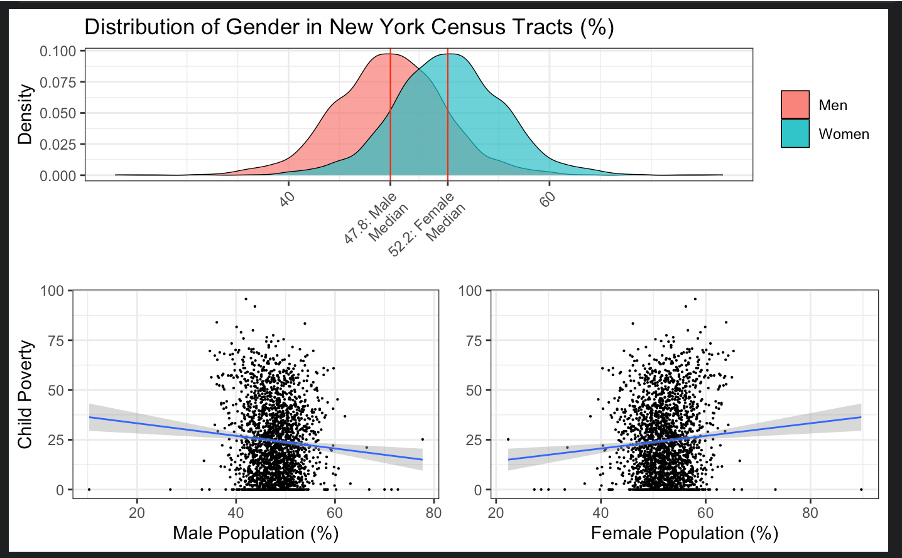 Distribution of Gender in New York Census Tracts (%)
Density
0.100
0.075
0.050
0.025
0.000
40
47.8: Male
Median
52.2: Female
Median
60
Men
Women
Child Poverty
100
75
50
25
0
20
40
60
80
Male Population (%)
100
75
50
25
0
20
40
60
80
Female Population (%)